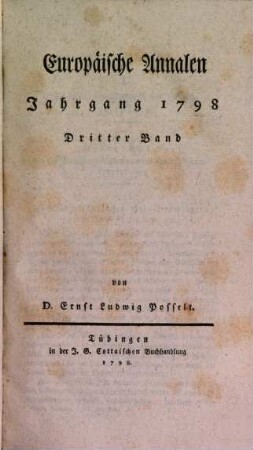 Europäische Annalen
Jahrgang 1798
Dritter Band
von
D. Ernst Ludwig Posselt.
Tübingen
in der J. G. Cottaischen Buchhandlung
1798.